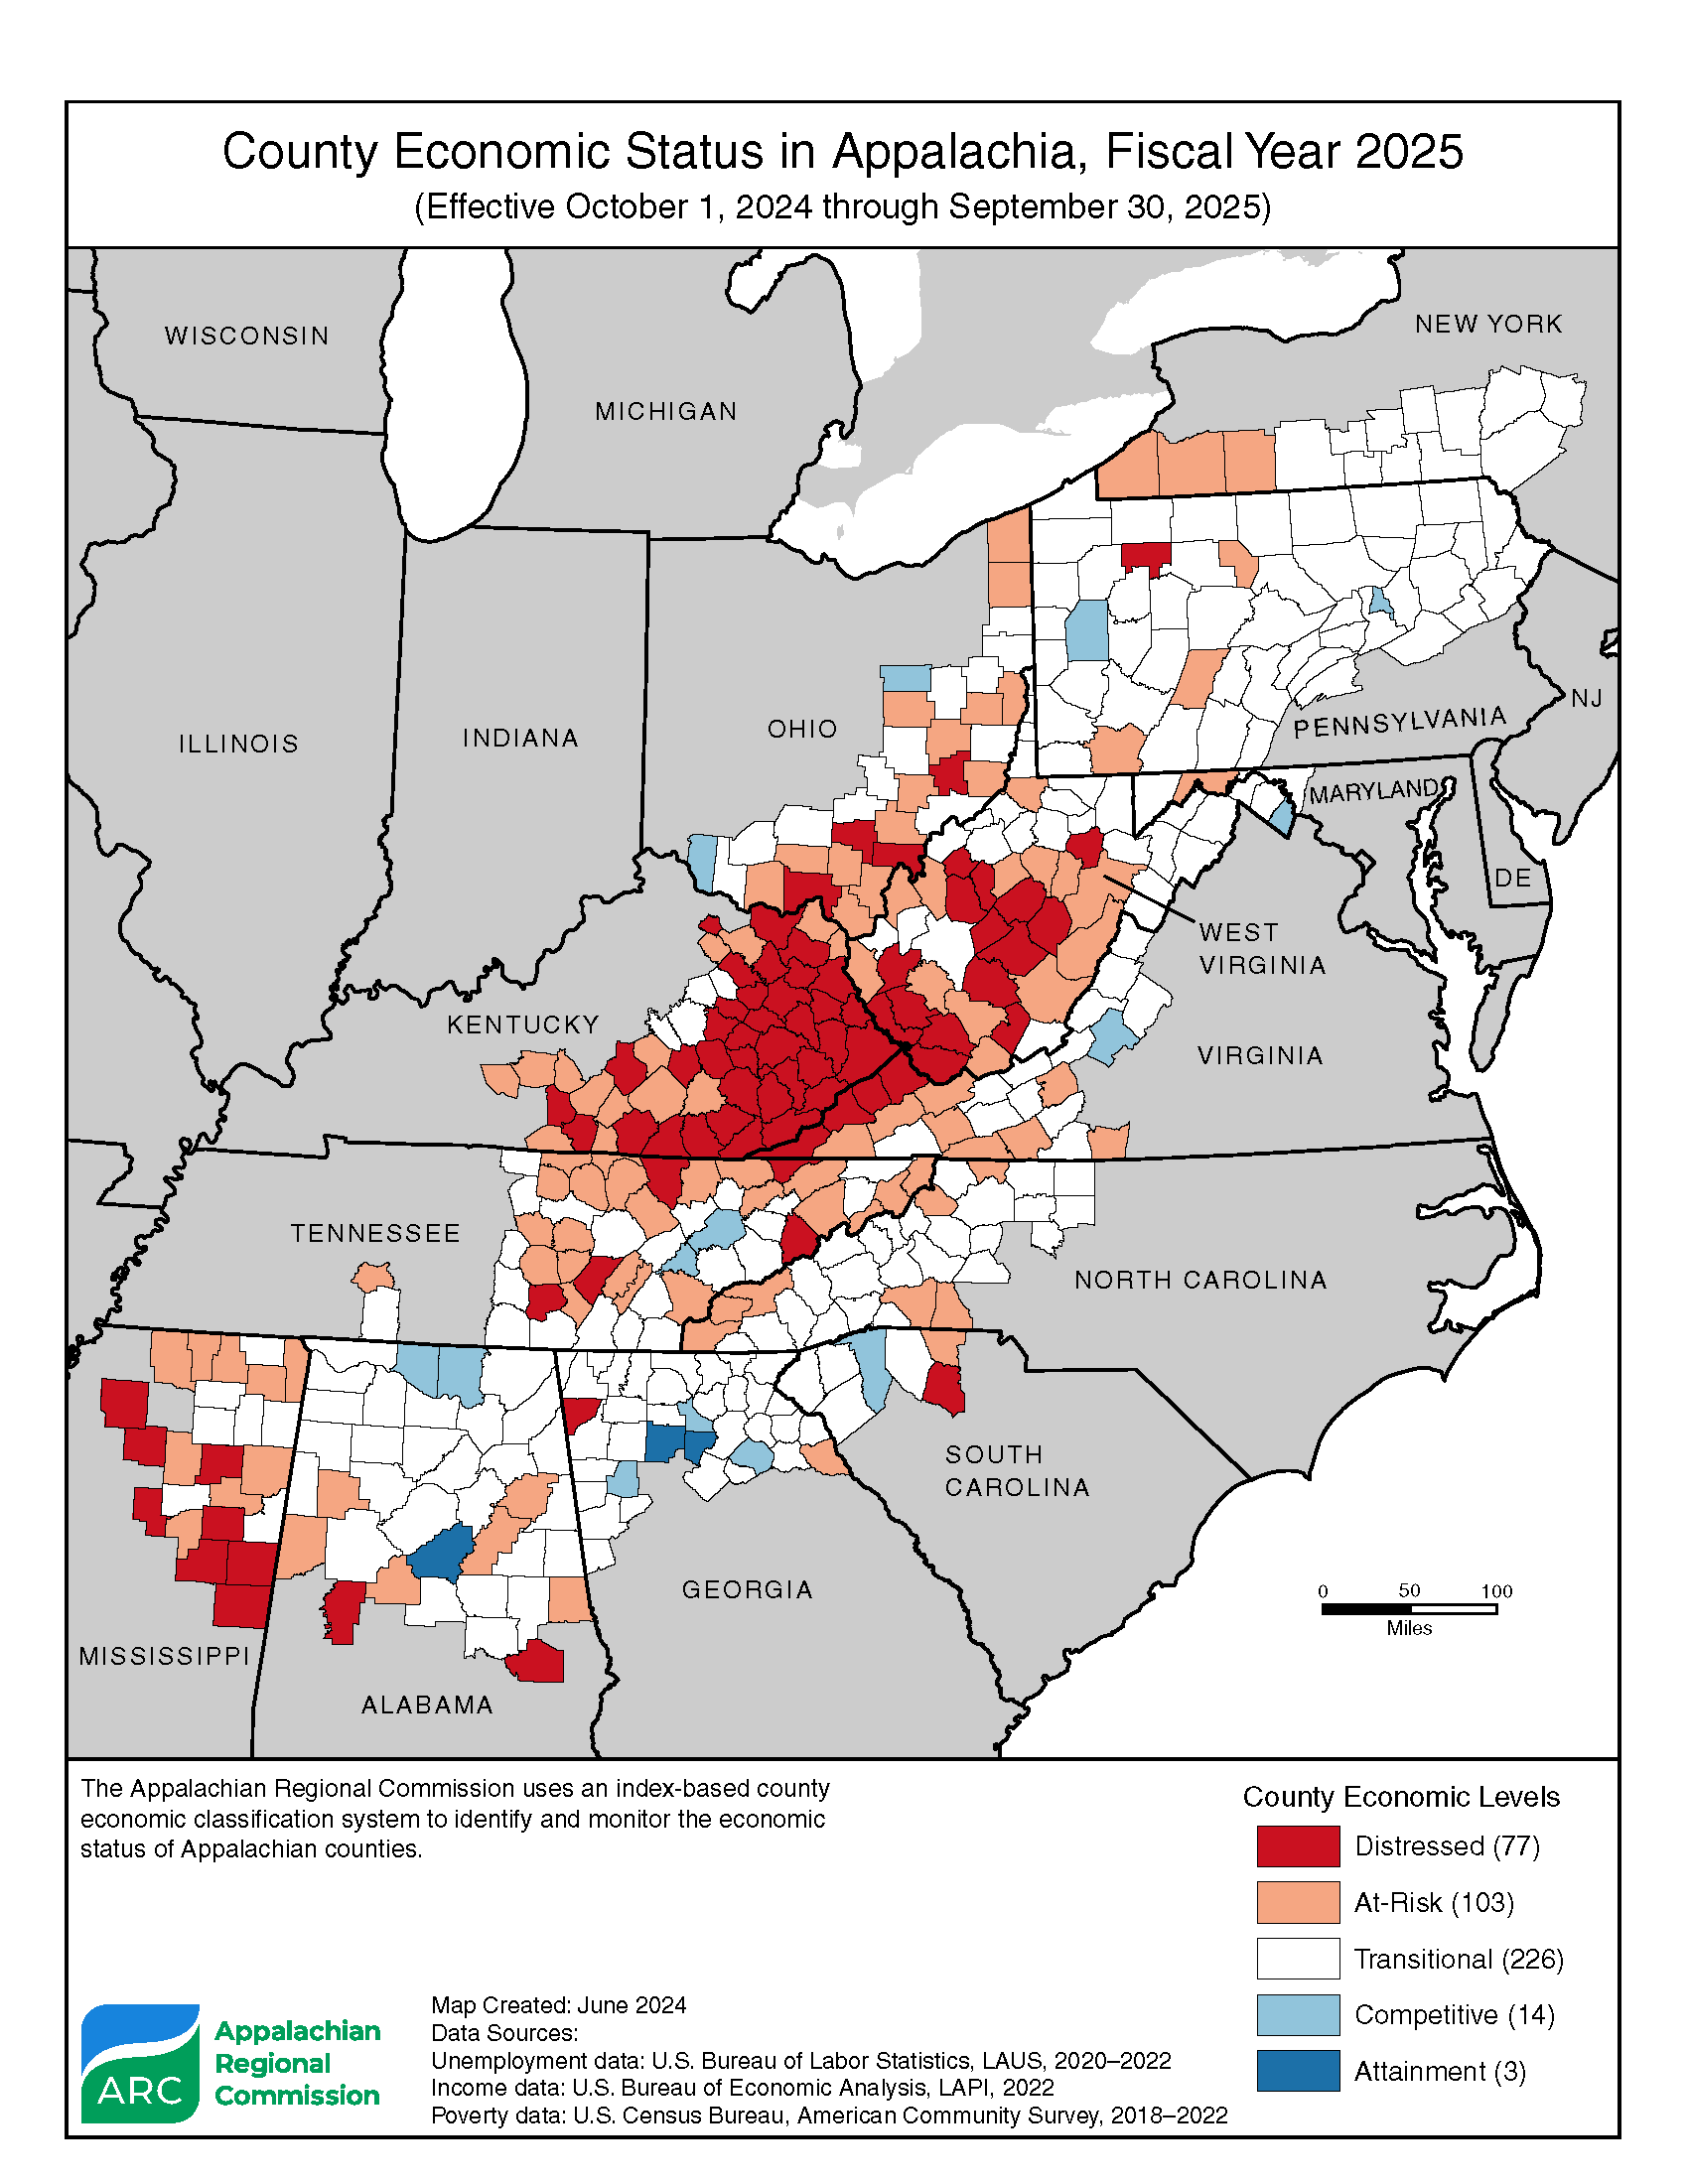 County Economic Status in Appalachia, Fiscal Year 2025
(Effective October 1, 2024 through September 30, 2025)
WISCONSIN
NEW YORK
MICHIGAN
ILLINOIS
INDIANA
OHIO
PENNSYLVANIA
NJ
MARYLAND
DE
WEST
VIRGINIA
KENTUCKY
VIRGINIA
TENNESSEE
NORTH CAROLINA
SOUTH
CAROLINA
GEORGIA
MISSISSIPPI
ALABAMA
0 50 100
Miles
The Appalachian Regional Commission uses an index-based county
economic classification system to identify and monitor the economic
status of Appalachian counties.
County Economic Levels
Distressed (77)
At-Risk (103)
Transitional (226)
Competitive (14)
Attainment (3)
ARC
Appalachian
Regional
Commission
Map Created: June 2024
Data Sources:
Unemployment data: U.S. Bureau of Labor Statistics, LAUS, 2020–2022
Income data: U.S. Bureau of Economic Analysis, LAPI, 2022
Poverty data: U.S. Census Bureau, American Community Survey, 2018–2022